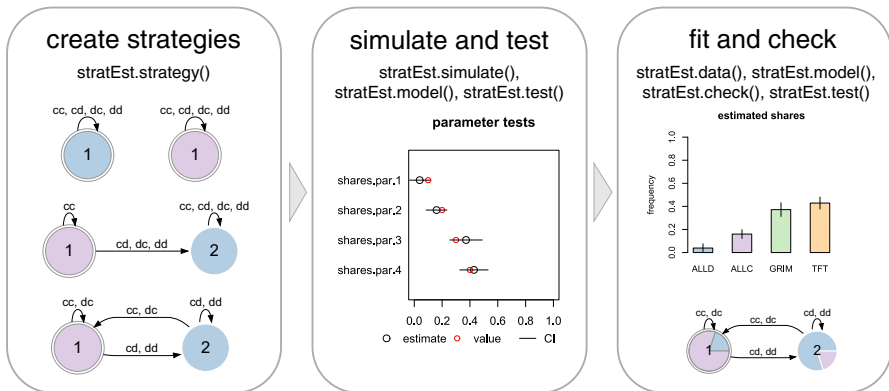 create strategies
stratEst.strategy()
cc, cd, dc, dd
cc, cd, dc, dd
1
1
cc
cc, cd, dc, dd
1
cd, dc, dd
2
cc, dc
cc, dc
cd, dd
1
cd, dd
2
simulate and test
stratEst.simulate(),
stratEst.model(), stratEst.test()
parameter tests
shares.par.1
shares.par.2
shares.par.3
shares.par.4
0.0 0.2 0.4 0.6 0.8 1.0
estimate value CI
fit and check
stratEst.data(), stratEst.model(),
stratEst.check(), stratEst.test()
estimated shares
frequency
1.0
0.8
0.6
0.4
0.2
0.0
ALLD ALLC GRIM TFT
cc, dc
cc, dc
cd, dd
1
cd, dd
2